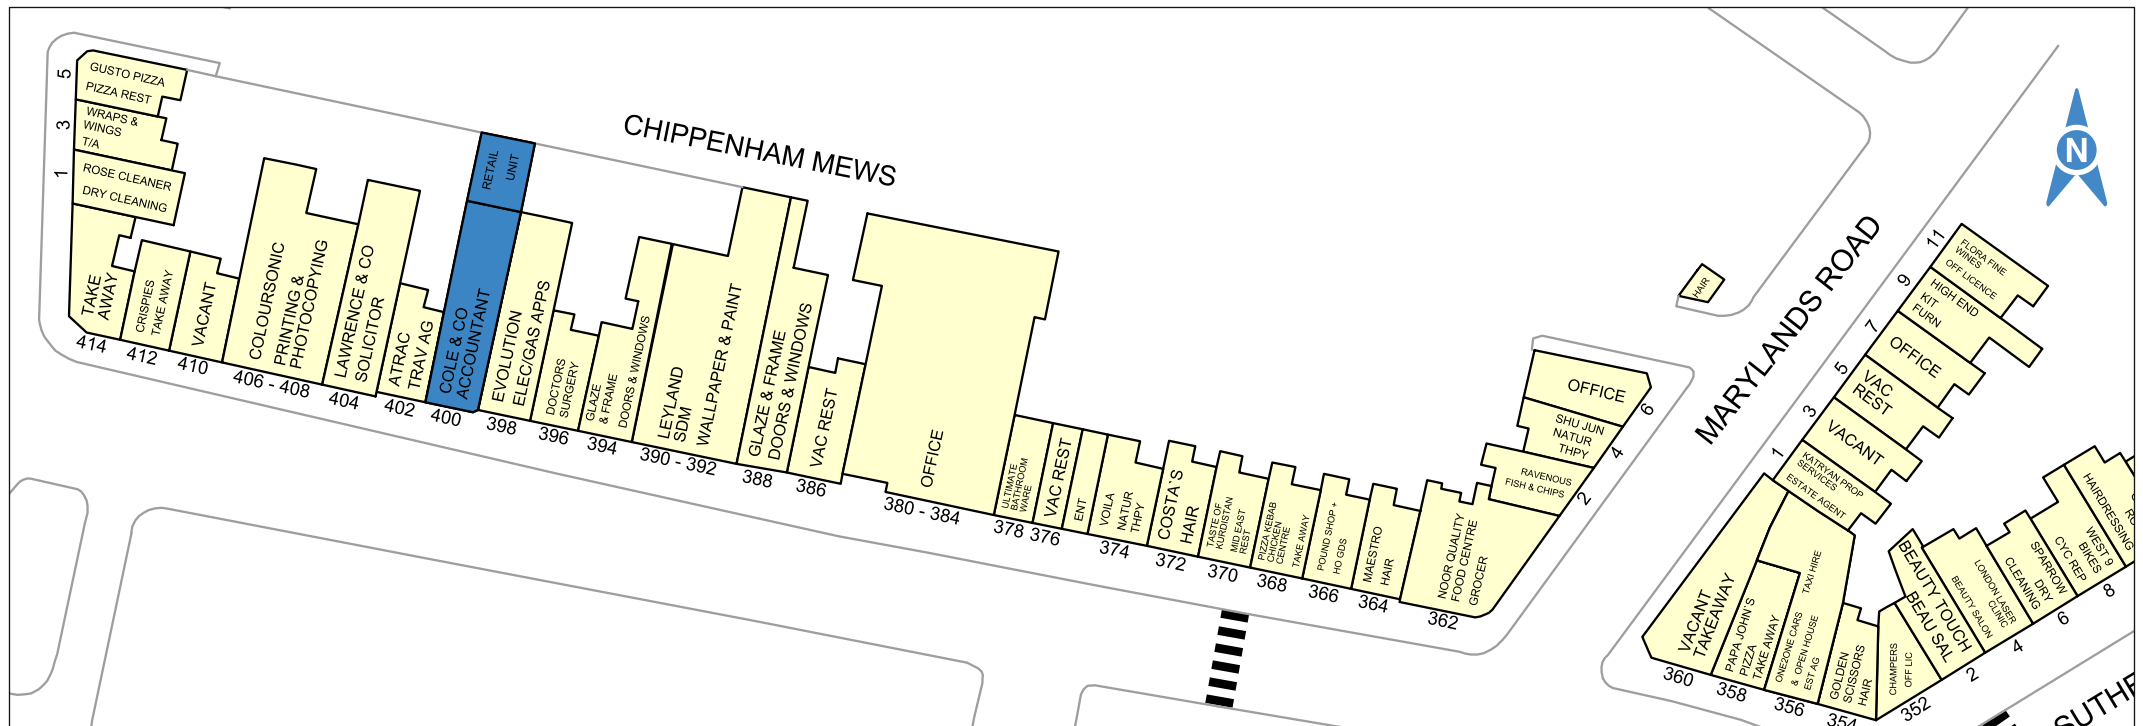 CHIPPENHAM MEWS
MARYLANDS ROAD
N
5
GUSTO PIZZA
PIZZA REST
3
WRAPS &
WINGS
T/A
1
ROSE CLEANER
DRY CLEANING
TAKE
AWAY
414
CRISPIES
TAKE AWAY
412
VACANT
410
COLOURSONIC
PRINTING &
PHOTOCOPYING
406 - 408
LAWRENCE & CO
SOLICITOR
404
ATRAC
TRAV AG
402
RETAIL
UNIT
COLE & CO
ACCOUNTANT
400
EVOLUTION
ELEC/GAS APPS
398
DOCTORS
SURGERY
396
GLAZE
& FRAME
DOORS & WINDOWS
394
LEYLAND
SDM
WALLPAPER & PAINT
390 - 392
GLAZE & FRAME
DOORS & WINDOWS
388
VAC REST
386
OFFICE
380 - 384
ULTIMATE
BATHROOM
WARE
378
VAC REST
376
ENT
VOILA
NATUR
THPY
374
COSTA`S
HAIR
372
TASTE OF
KURDISTAN
MID EAST
REST
370
PIZZA KEBAB
CHICKEN
CENTRE
TAKE AWAY
368
POUND SHOP +
HO GDS
366
MAESTRO
HAIR
364
NOOR QUALITY
FOOD CENTRE
GROCER
362
OFFICE
6
SHU JUN
NATUR
THPY
4
RAVENOUS
FISH & CHIPS
2
HAIR
11
FLORA FINE
WINES
OFF LICENCE
9
HIGH END
KIT
FURN
7
OFFICE
5
VAC
REST
3
VACANT
1
KATRYAN PROP
SERVICES
ESTATE AGENT
VACANT
TAKEAWAY
360
PAPA JOHN`S
PIZZA
TAKE AWAY
358
TAXI HIRE
ONE2ONE CARS
& OPEN HOUSE
EST AG
356
GOLDEN
SCISSORS
HAIR
354
CHAMPERS
OFF LIC
352
BEAUTY TOUCH
BEAU SAL
2
LONDON LASER
CLINIC
BEAUTY SALON
4
SPARROW
DRY
CLEANING
6
WEST 9
BIKES
CYC REP
8
HAIRDRESSING
SUTHE